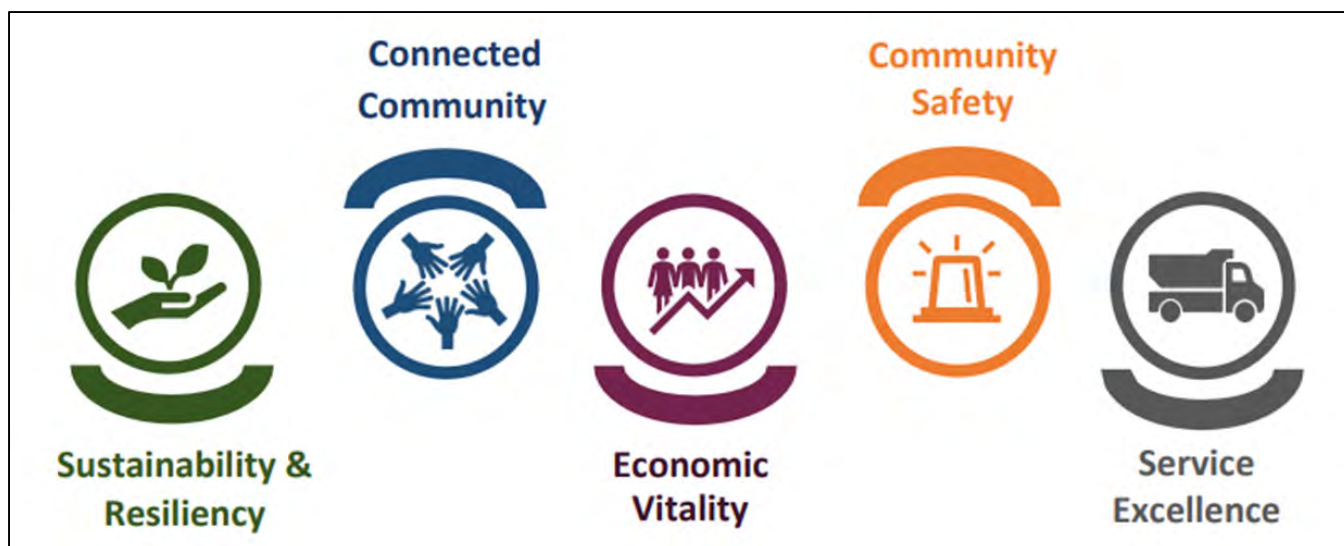 Connected
Community
Community
Safety
Sustainability &
Resiliency
Economic
Vitality
Service
Excellence